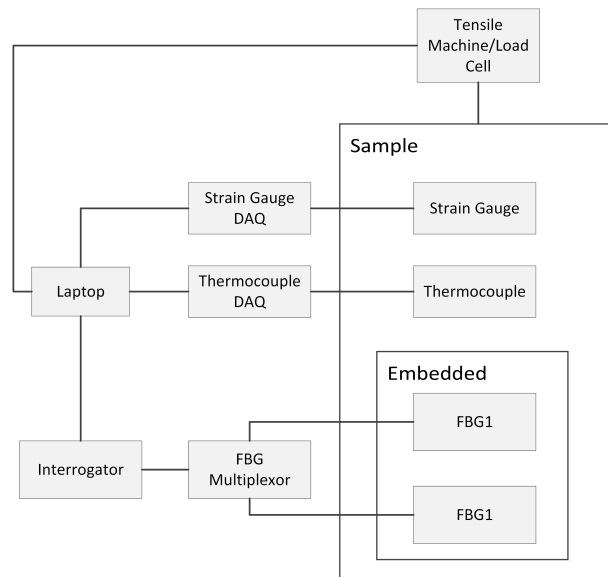 Tensile
Machine/Load
Cell
Sample
Strain Gauge
DAQ
Strain Gauge
Laptop
Thermocouple
DAQ
Thermocouple
Embedded
FBG1
Interrogator
FBG
Multiplexor
FBG1